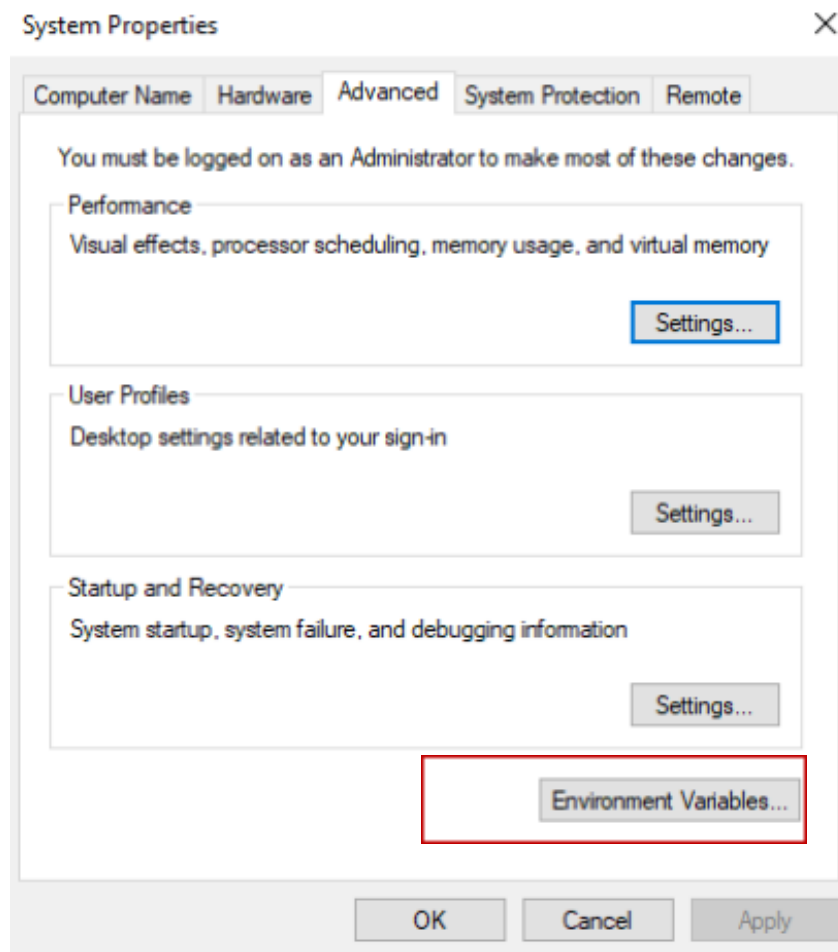 System Properties
Computer Name Hardware Advanced System Protection Remote
You must be logged on as an Administrator to make most of these changes.
Performance
Visual effects, processor scheduling, memory usage, and virtual memory
Settings...
User Profiles
Desktop settings related to your sign-in
Settings...
Startup and Recovery
System startup, system failure, and debugging information
Settings...
Environment Variables...
OK Cancel Apply